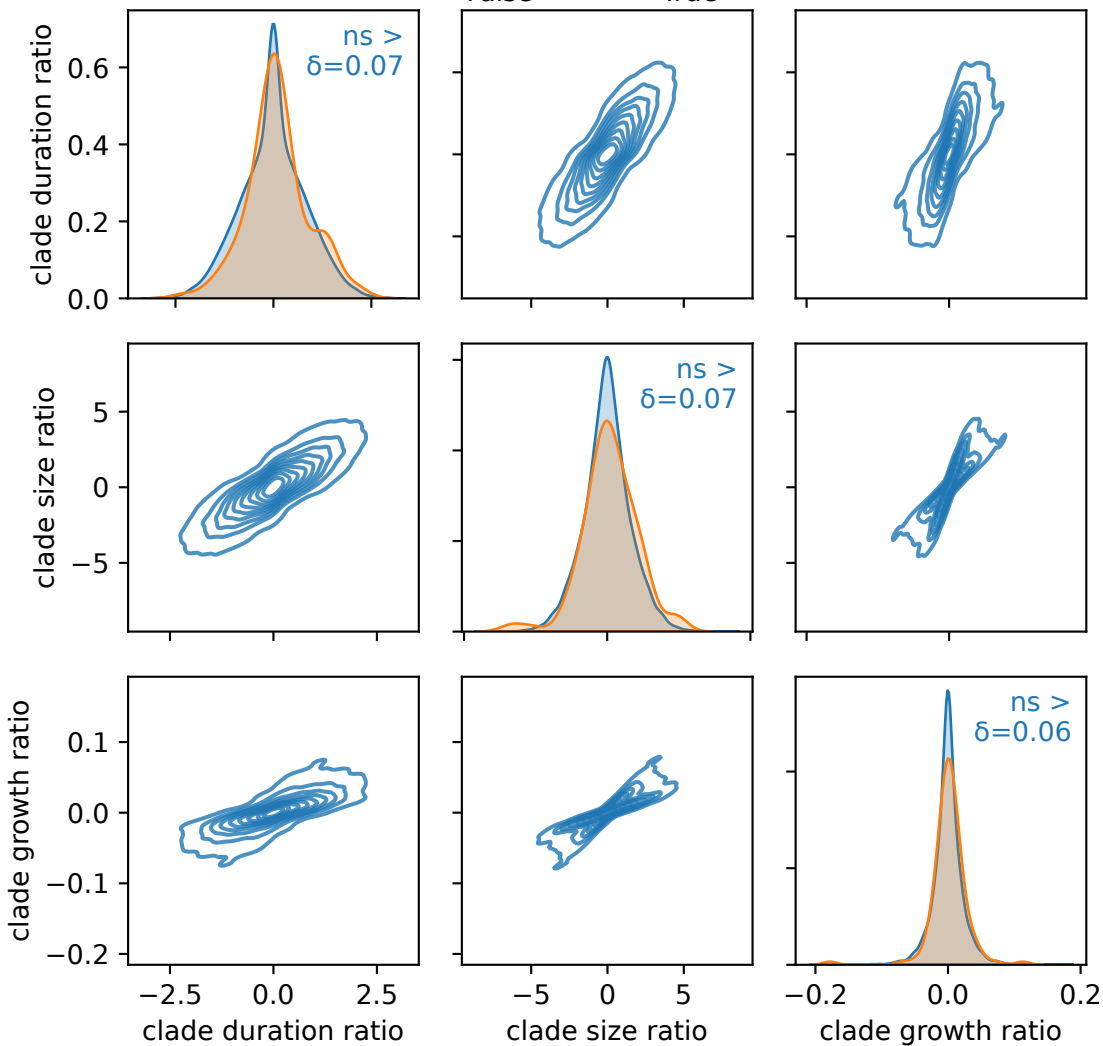 clade duration ratio
0.6
0.4
0.2
0.0
ns >
δ=0.07
clade size ratio
5
0
−5
ns >
δ=0.07
clade growth ratio
0.1
0.0
−0.1
−0.2
ns >
δ=0.06
−2.5 0.0 2.5
−5 0 5
−0.2 0.0 0.2
clade duration ratio
clade size ratio
clade growth ratio